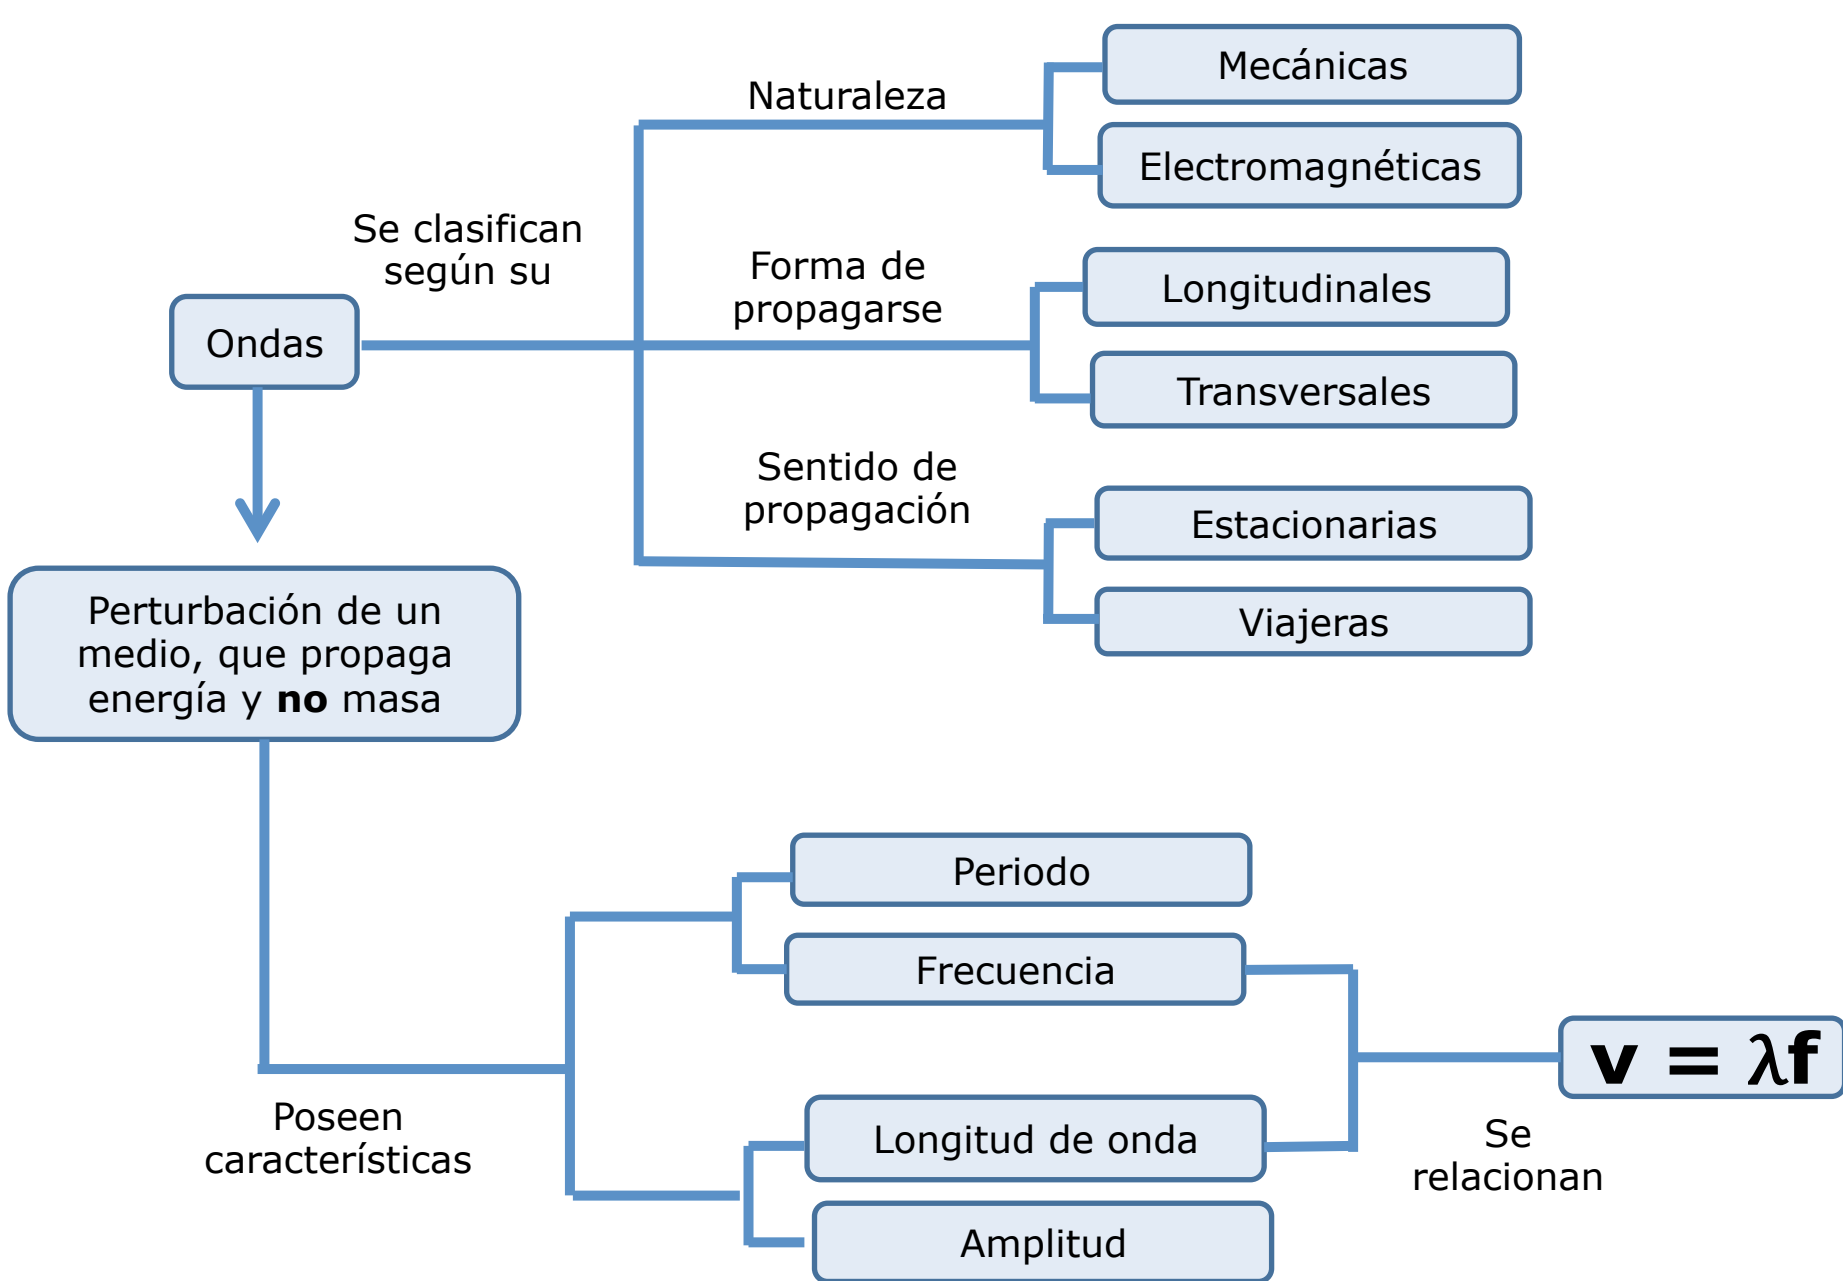 Mecánicas
Naturaleza
Electromagnéticas
Se clasifican
según su
Forma de
propagarse
Longitudinales
Ondas
Transversales
Sentido de
propagación
Estacionarias
Viajeras
Perturbación de un
medio, que propaga
energía y no masa
Periodo
Frecuencia
v = λf
Poseen
características
Longitud de onda
Se
relacionan
Amplitud